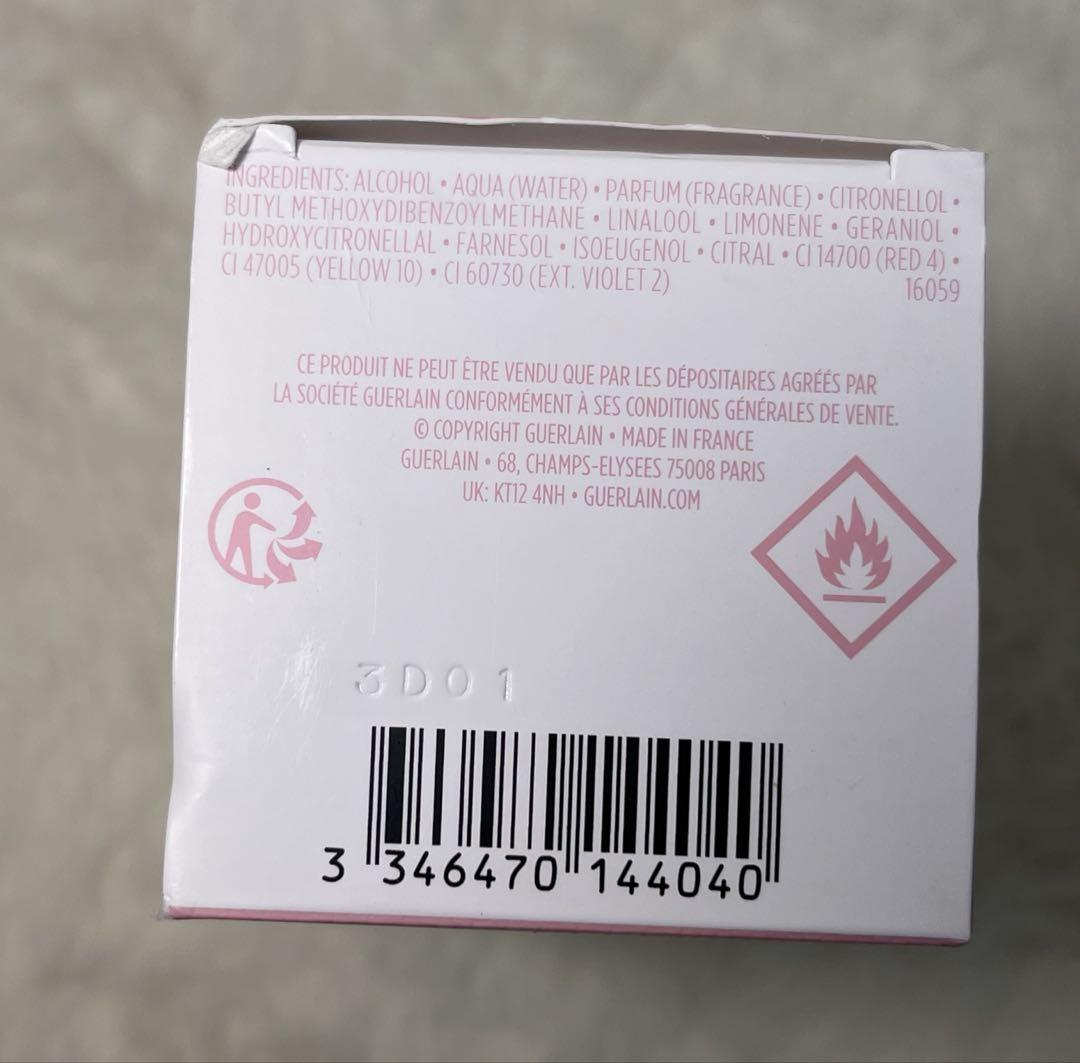 INGREDIENTS: ALCOHOL • AQUA (WATER) • PARFUM (FRAGRANCE) • CITRONELLOL •
BUTYL METHOXYDIBENZOYLMETHANE • LINALOOL • LIMONENE • GERANIOL •
HYDROXYCITRONELLAL • FARNESOL • ISOEUGENOL • CITRAL • CI 14700 (RED 4) •
CI 47005 (YELLOW 10) • CI 60730 (EXT. VIOLET 2) 16059
CE PRODUIT NE PEUT ÊTRE VENDU QUE PAR LES DÉPOSITAIRES AGRÉÉS PAR
LA SOCIÉTÉ GUERLAIN CONFORMÉMENT À SES CONDITIONS GÉNÉRALES DE VENTE.
© COPYRIGHT GUERLAIN • MADE IN FRANCE
GUERLAIN • 68, CHAMPS-ELYSEES 75008 PARIS
UK: KT12 4NH • GUERLAIN.COM
3D01
3 346470 144040